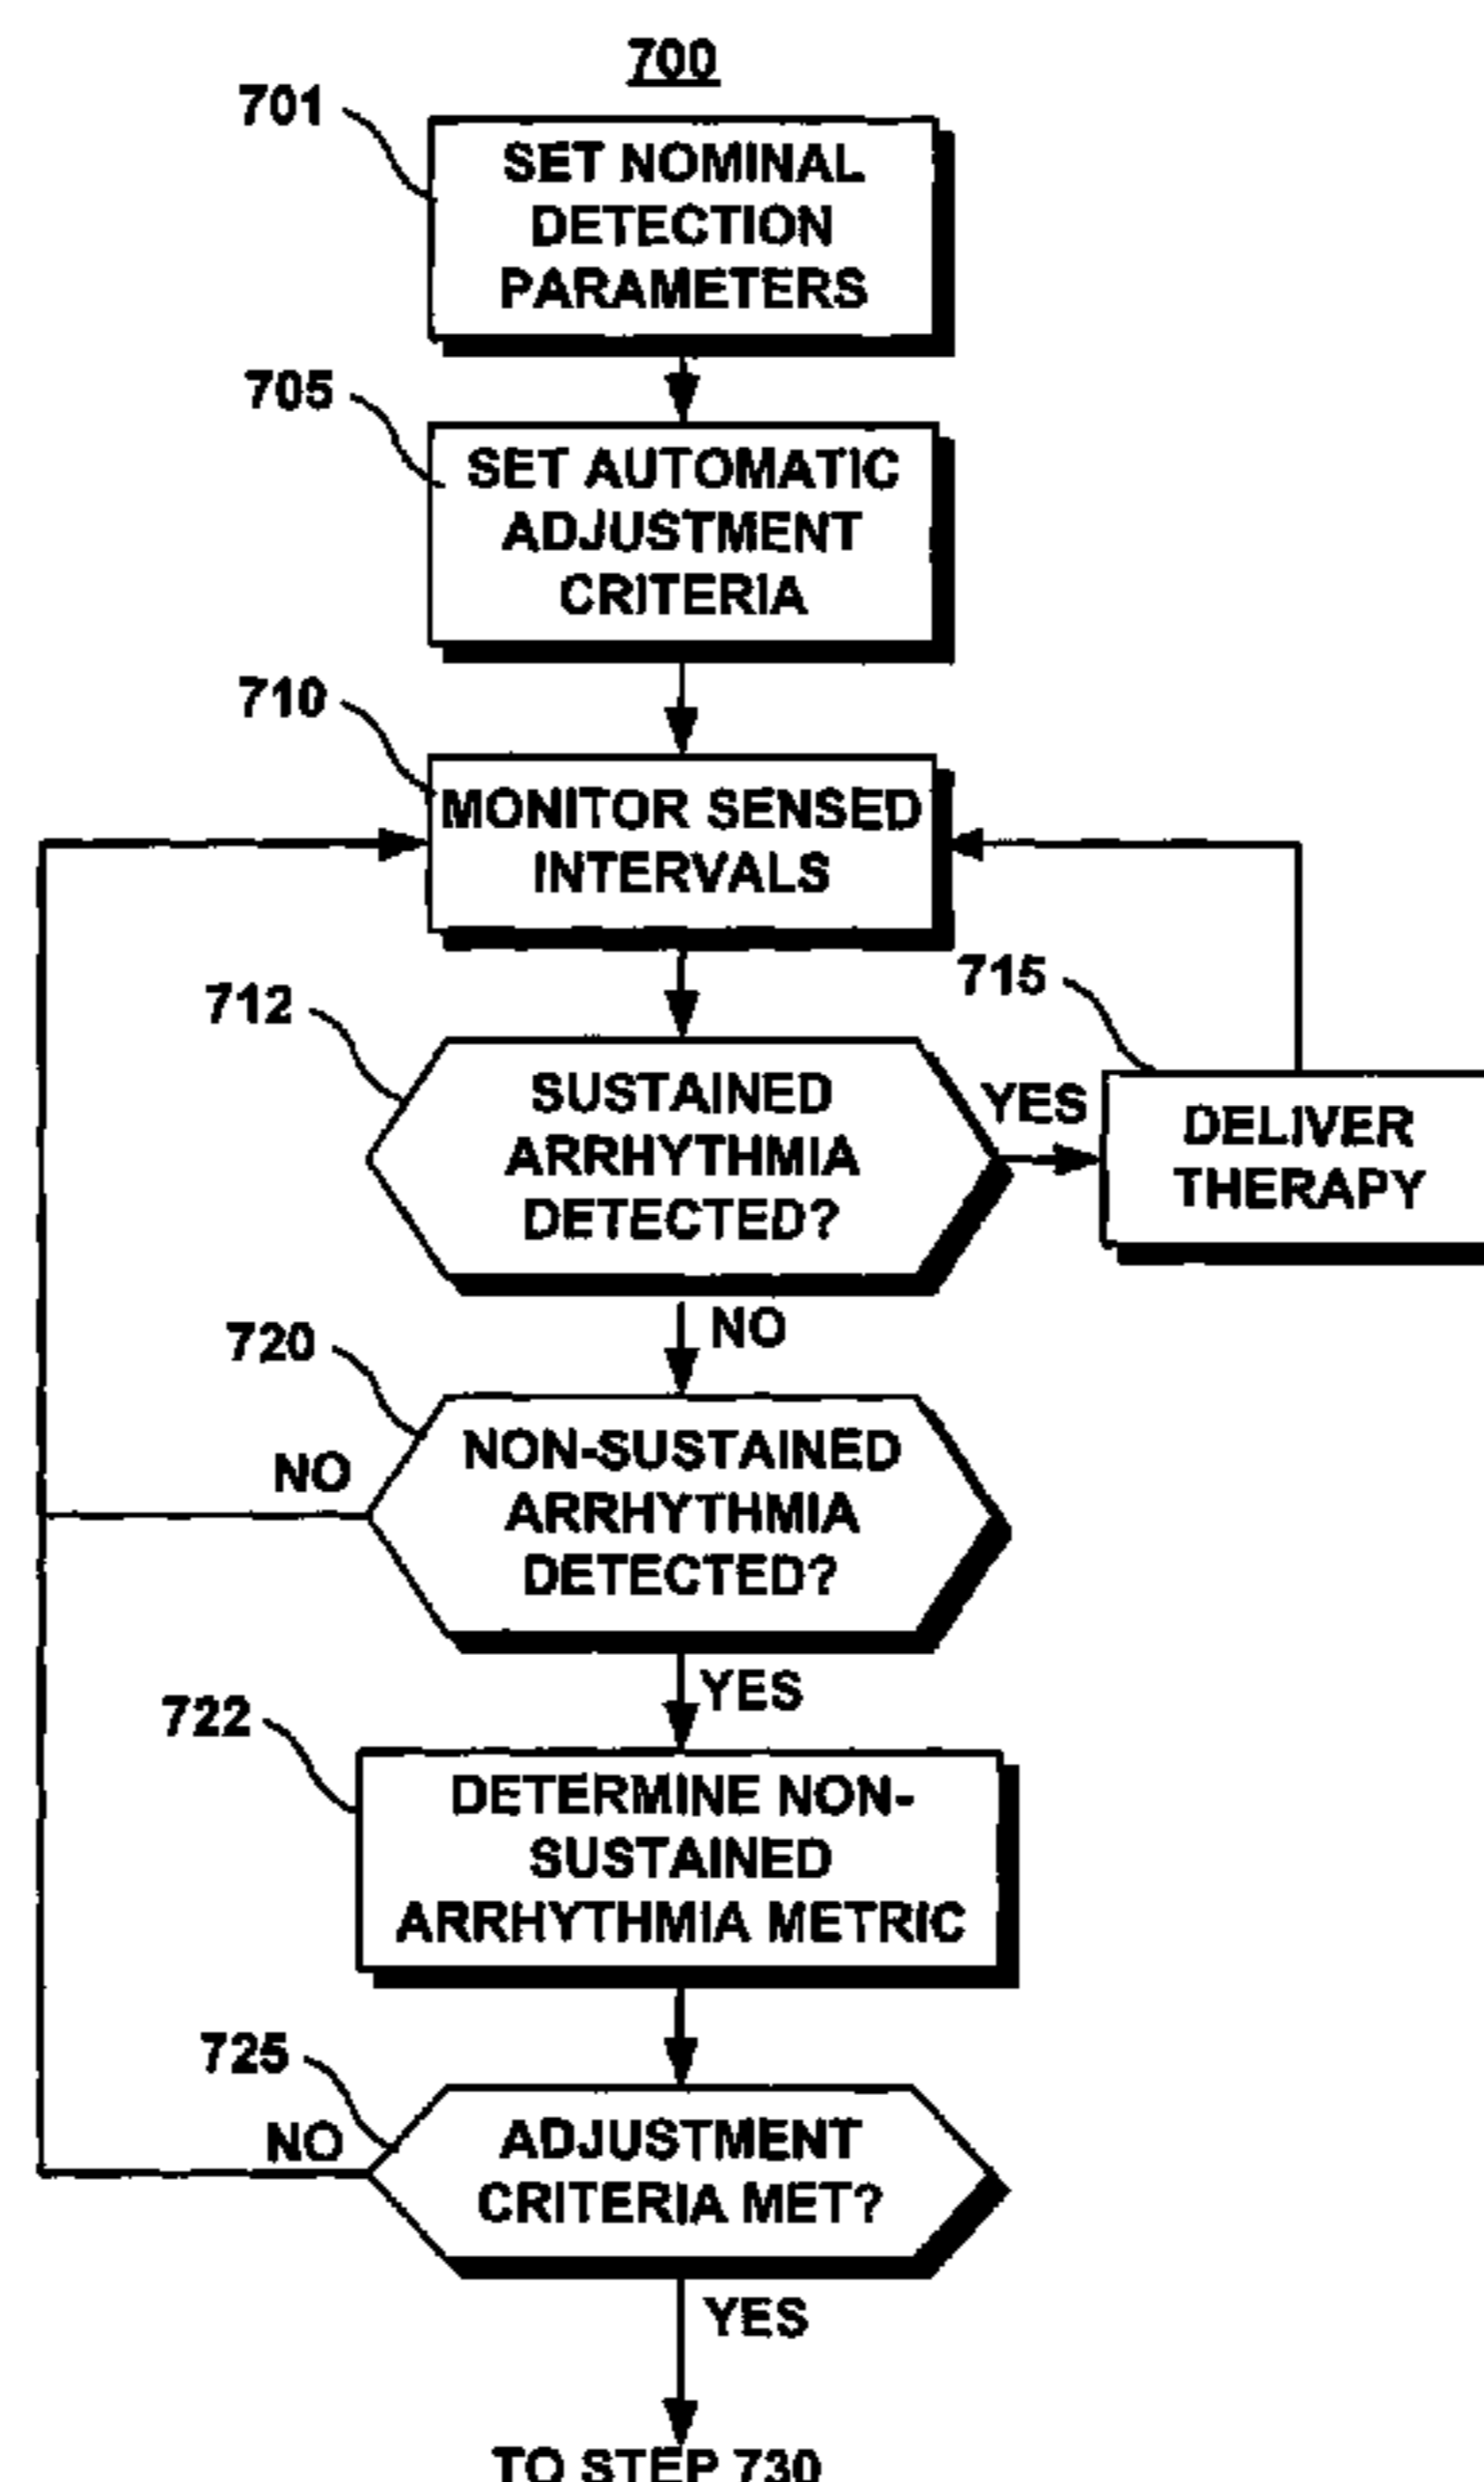 700
701
SET NOMINAL
DETECTION
PARAMETERS
705
SET AUTOMATIC
ADJUSTMENT
CRITERIA
710
MONITOR SENSED
INTERVALS
712
SUSTAINED
ARRHYTHMIA
DETECTED?
YES
715
DELIVER
THERAPY
NO
720
NON-SUSTAINED
ARRHYTHMIA
DETECTED?
NO
YES
722
DETERMINE NON-
SUSTAINED
ARRHYTHMIA METRIC
725
ADJUSTMENT
CRITERIA MET?
NO
YES
TO STEP 730